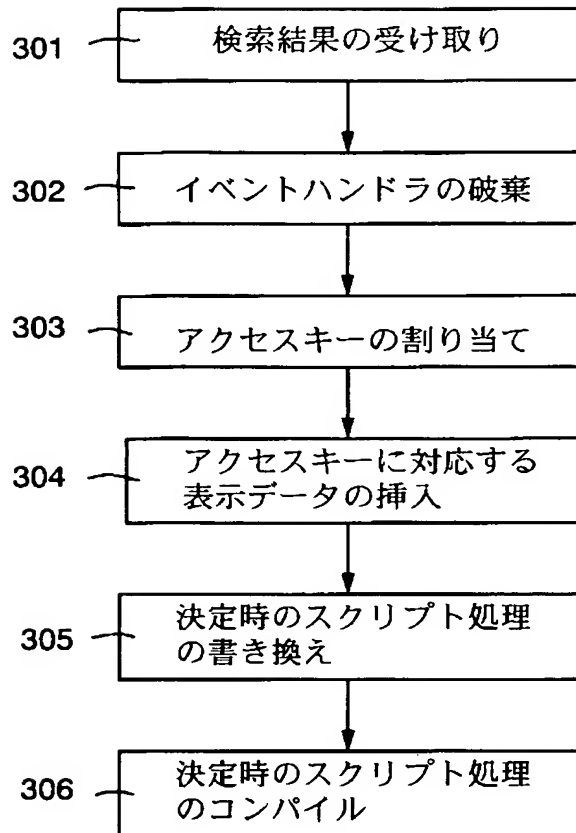 301 検索結果の受け取り
302 イベントハンドラの破棄
303 アクセスキーの割り当て
304 アクセスキーに対応する
表示データの挿入
305 決定時のスクリプト処理
の書き換え
306 決定時のスクリプト処理
のコンパイル